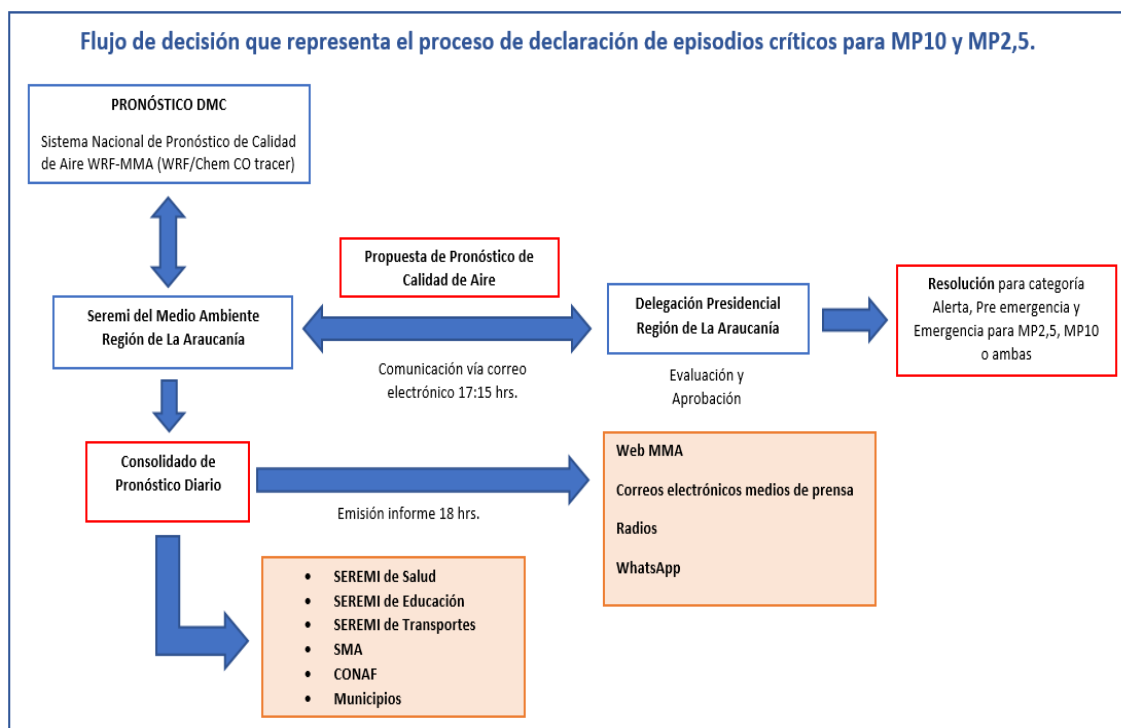 Flujo de decisión que representa el proceso de declaración de episodios críticos para MP10 y MP2,5.
PRONÓSTICO DMC
Sistema Nacional de Pronóstico de Calidad
de Aire WRF-MMA (WRF/Chem CO tracer)
Propuesta de Pronóstico de
Calidad de Aire
Seremi del Medio Ambiente
Región de La Araucanía
Comunicación vía correo
electrónico 17:15 hrs.
Delegación Presidencial
Región de La Araucanía
Evaluación y
Aprobación
Resolución para categoría
Alerta, Pre emergencia y
Emergencia para MP2,5, MP10
o ambas
Consolidado de
Pronóstico Diario
Emisión informe 18 hrs.
Web MMA
Correos electrónicos medios de prensa
Radios
WhatsApp
• SEREMI de Salud
• SEREMI de Educación
• SEREMI de Transportes
• SMA
• CONAF
• Municipios